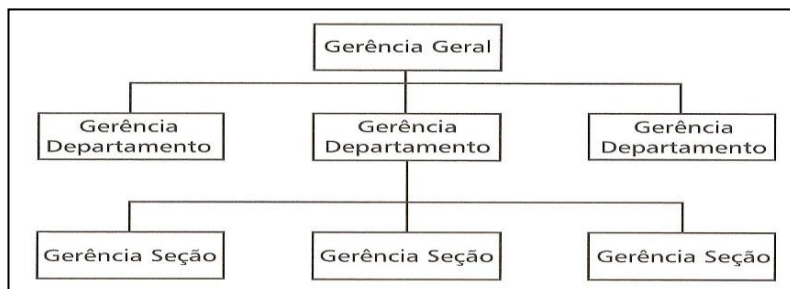 Gerência Geral
Gerência
Departamento
Gerência
Departamento
Gerência
Departamento
Gerência Seção
Gerência Seção
Gerência Seção